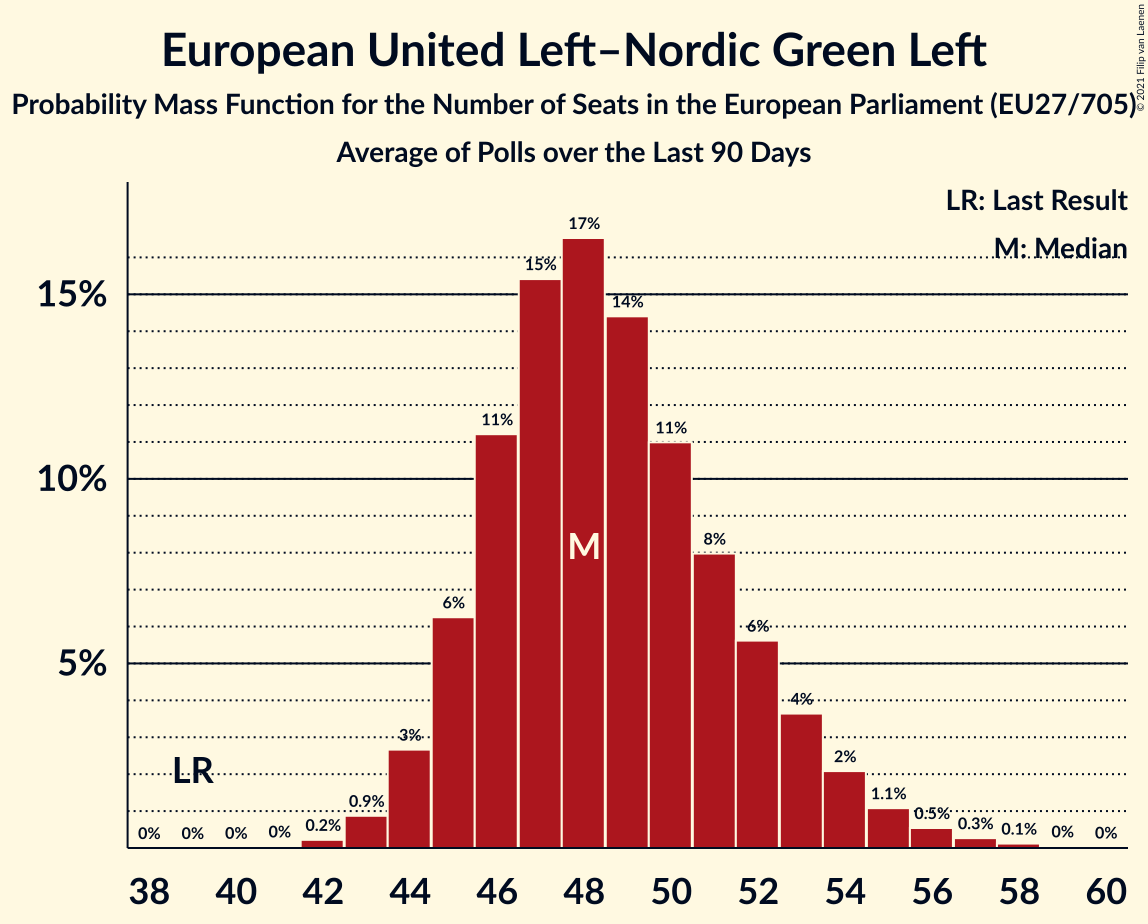 European United Left–Nordic Green Left
© 2021 Filip van Laenen
Probability Mass Function for the Number of Seats in the European Parliament (EU27/705)
Average of Polls over the Last 90 Days
LR: Last Result
M: Median
17%
15%
15%
14%
11%
11%
10%
8%
M
6%
6%
5%
4%
3%
2%
LR
1.1%
0.9%
0.5%
0.3%
0.2%
0.1%
0%
0%
0%
0%
0%
0%
38 40 42 44 46 48 50 52 54 56 58 60